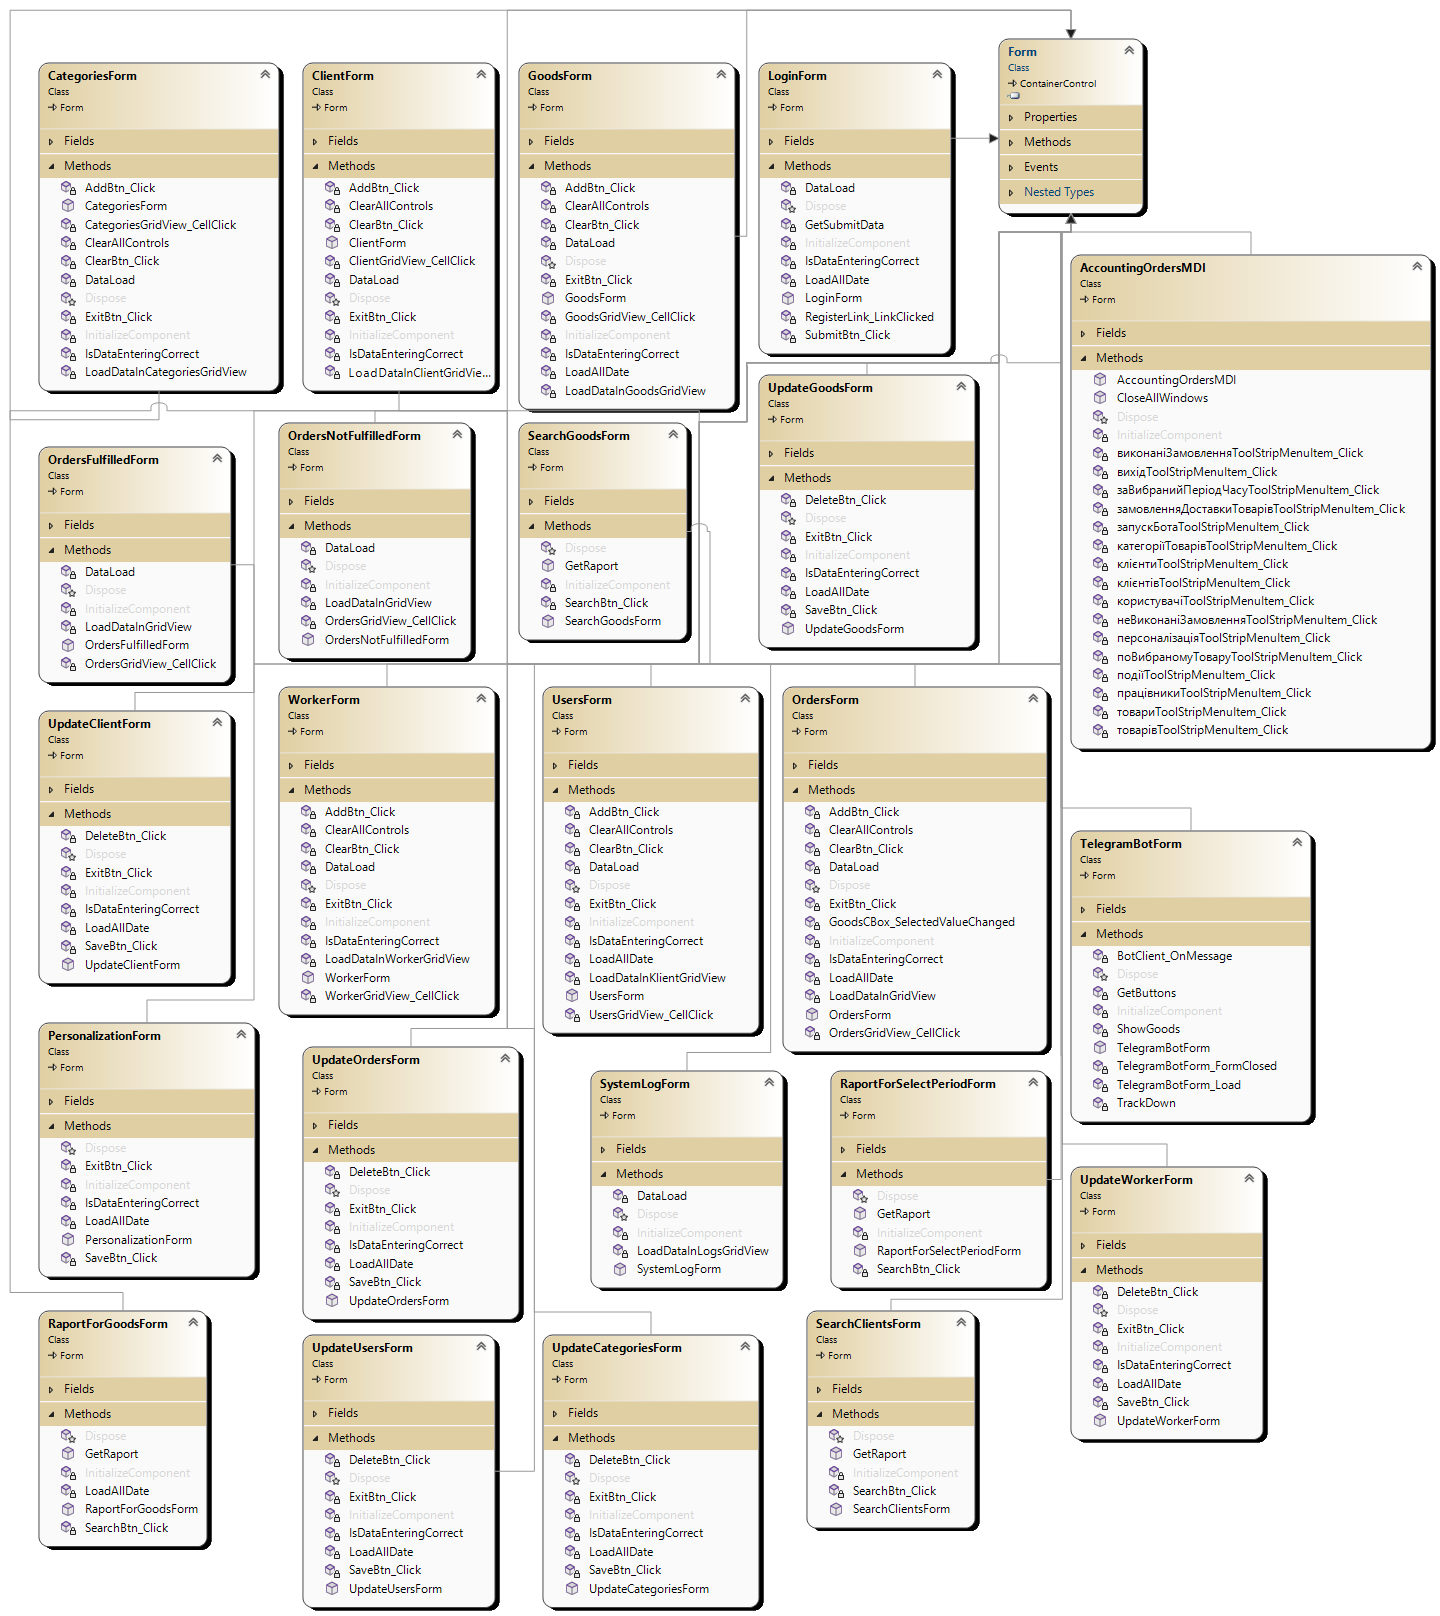 CategoriesForm
Class
Form
Fields
Methods
AddBtn_Click
CategoriesForm
CategoriesGridView_CellClick
ClearAllControls
ClearBtn_Click
DataLoad
Dispose
ExitBtn_Click
InitializeComponent
IsDataEnteringCorrect
LoadDataInCategoriesGridView
ClientForm
Class
Form
Fields
Methods
AddBtn_Click
ClearAllControls
ClearBtn_Click
ClientForm
ClientGridView_CellClick
DataLoad
Dispose
ExitBtn_Click
InitializeComponent
IsDataEnteringCorrect
LoadDataInClientGridVie...
GoodsForm
Class
Form
Fields
Methods
AddBtn_Click
ClearAllControls
ClearBtn_Click
DataLoad
Dispose
ExitBtn_Click
GoodsForm
GoodsGridView_CellClick
InitializeComponent
IsDataEnteringCorrect
LoadAllDate
LoadDataInGoodsGridView
LoginForm
Class
Form
Fields
Methods
DataLoad
Dispose
GetSubmitData
InitializeComponent
IsDataEnteringCorrect
LoadAllDate
LoginForm
RegisterLink_LinkClicked
SubmitBtn_Click
Form
Class
ContainerControl
Properties
Methods
Events
Nested Types
AccountingOrdersMDI
Class
Form
Fields
Methods
AccountingOrdersMDI
CloseAllWindows
Dispose
InitializeComponent
виконаніЗамовленняToolStripMenuItem_Click
вихідToolStripMenuItem_Click
заВибранийПеріодЧасуToolStripMenuItem_Click
замовленняДоставкиТоварівToolStripMenuItem_Click
запускБотаToolStripMenuItem_Click
категоріїТоварівToolStripMenuItem_Click
клієнтиToolStripMenuItem_Click
клієнтівToolStripMenuItem_Click
користувачіToolStripMenuItem_Click
неВиконаніЗамовленняToolStripMenuItem_Click
персоналізаціяToolStripMenuItem_Click
поВибраномуТоваруToolStripMenuItem_Click
подіїToolStripMenuItem_Click
працівникиToolStripMenuItem_Click
товариToolStripMenuItem_Click
товарівToolStripMenuItem_Click
OrdersFulfilledForm
Class
Form
Fields
Methods
DataLoad
Dispose
InitializeComponent
LoadDataInGridView
OrdersFulfilledForm
OrdersGridView_CellClick
OrdersNotFulfilledForm
Class
Form
Fields
Methods
DataLoad
Dispose
InitializeComponent
LoadDataInGridView
OrdersGridView_CellClick
OrdersNotFulfilledForm
SearchGoodsForm
Class
Form
Fields
Methods
Dispose
GetRaport
InitializeComponent
SearchBtn_Click
SearchGoodsForm
UpdateGoodsForm
Class
Form
Fields
Methods
DeleteBtn_Click
Dispose
ExitBtn_Click
InitializeComponent
IsDataEnteringCorrect
LoadAllDate
SaveBtn_Click
UpdateGoodsForm
UpdateClientForm
Class
Form
Fields
Methods
DeleteBtn_Click
Dispose
ExitBtn_Click
InitializeComponent
IsDataEnteringCorrect
LoadAllDate
SaveBtn_Click
UpdateClientForm
WorkerForm
Class
Form
Fields
Methods
AddBtn_Click
ClearAllControls
ClearBtn_Click
DataLoad
Dispose
ExitBtn_Click
InitializeComponent
IsDataEnteringCorrect
LoadDataInWorkerGridView
WorkerForm
WorkerGridView_CellClick
UsersForm
Class
Form
Fields
Methods
AddBtn_Click
ClearAllControls
ClearBtn_Click
DataLoad
Dispose
ExitBtn_Click
InitializeComponent
IsDataEnteringCorrect
LoadAllDate
LoadDataInKlientGridView
UsersForm
UsersGridView_CellClick
OrdersForm
Class
Form
Fields
Methods
AddBtn_Click
ClearAllControls
ClearBtn_Click
DataLoad
Dispose
ExitBtn_Click
GoodsCBox_SelectedValueChanged
InitializeComponent
IsDataEnteringCorrect
LoadAllDate
LoadDataInGridView
OrdersForm
OrdersGridView_CellClick
TelegramBotForm
Class
Form
Fields
Methods
BotClient_OnMessage
Dispose
GetButtons
InitializeComponent
ShowGoods
TelegramBotForm
TelegramBotForm_FormClosed
TelegramBotForm_Load
TrackDown
PersonalizationForm
Class
Form
Fields
Methods
Dispose
ExitBtn_Click
InitializeComponent
IsDataEnteringCorrect
LoadAllDate
PersonalizationForm
SaveBtn_Click
UpdateOrdersForm
Class
Form
Fields
Methods
DeleteBtn_Click
Dispose
ExitBtn_Click
InitializeComponent
IsDataEnteringCorrect
LoadAllDate
SaveBtn_Click
UpdateOrdersForm
SystemLogForm
Class
Form
Fields
Methods
DataLoad
Dispose
InitializeComponent
LoadDataInLogsGridView
SystemLogForm
RaportForSelectPeriodForm
Class
Form
Fields
Methods
Dispose
GetRaport
InitializeComponent
RaportForSelectPeriodForm
SearchBtn_Click
UpdateWorkerForm
Class
Form
Fields
Methods
DeleteBtn_Click
Dispose
ExitBtn_Click
InitializeComponent
IsDataEnteringCorrect
LoadAllDate
SaveBtn_Click
UpdateWorkerForm
RaportForGoodsForm
Class
Form
Fields
Methods
Dispose
GetRaport
InitializeComponent
LoadAllDate
RaportForGoodsForm
SearchBtn_Click
UpdateUsersForm
Class
Form
Fields
Methods
DeleteBtn_Click
Dispose
ExitBtn_Click
InitializeComponent
IsDataEnteringCorrect
LoadAllDate
SaveBtn_Click
UpdateUsersForm
UpdateCategoriesForm
Class
Form
Fields
Methods
DeleteBtn_Click
Dispose
ExitBtn_Click
InitializeComponent
IsDataEnteringCorrect
LoadAllDate
SaveBtn_Click
UpdateCategoriesForm
SearchClientsForm
Class
Form
Fields
Methods
Dispose
GetRaport
InitializeComponent
SearchBtn_Click
SearchClientsForm